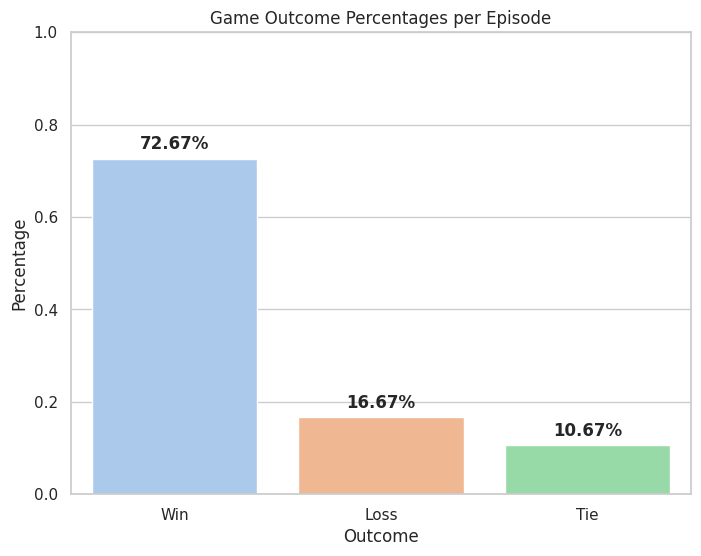 Game Outcome Percentages per Episode
1.0
0.8
0.6
0.4
0.2
0.0
Percentage
72.67%
16.67%
10.67%
Win Loss Tie
Outcome